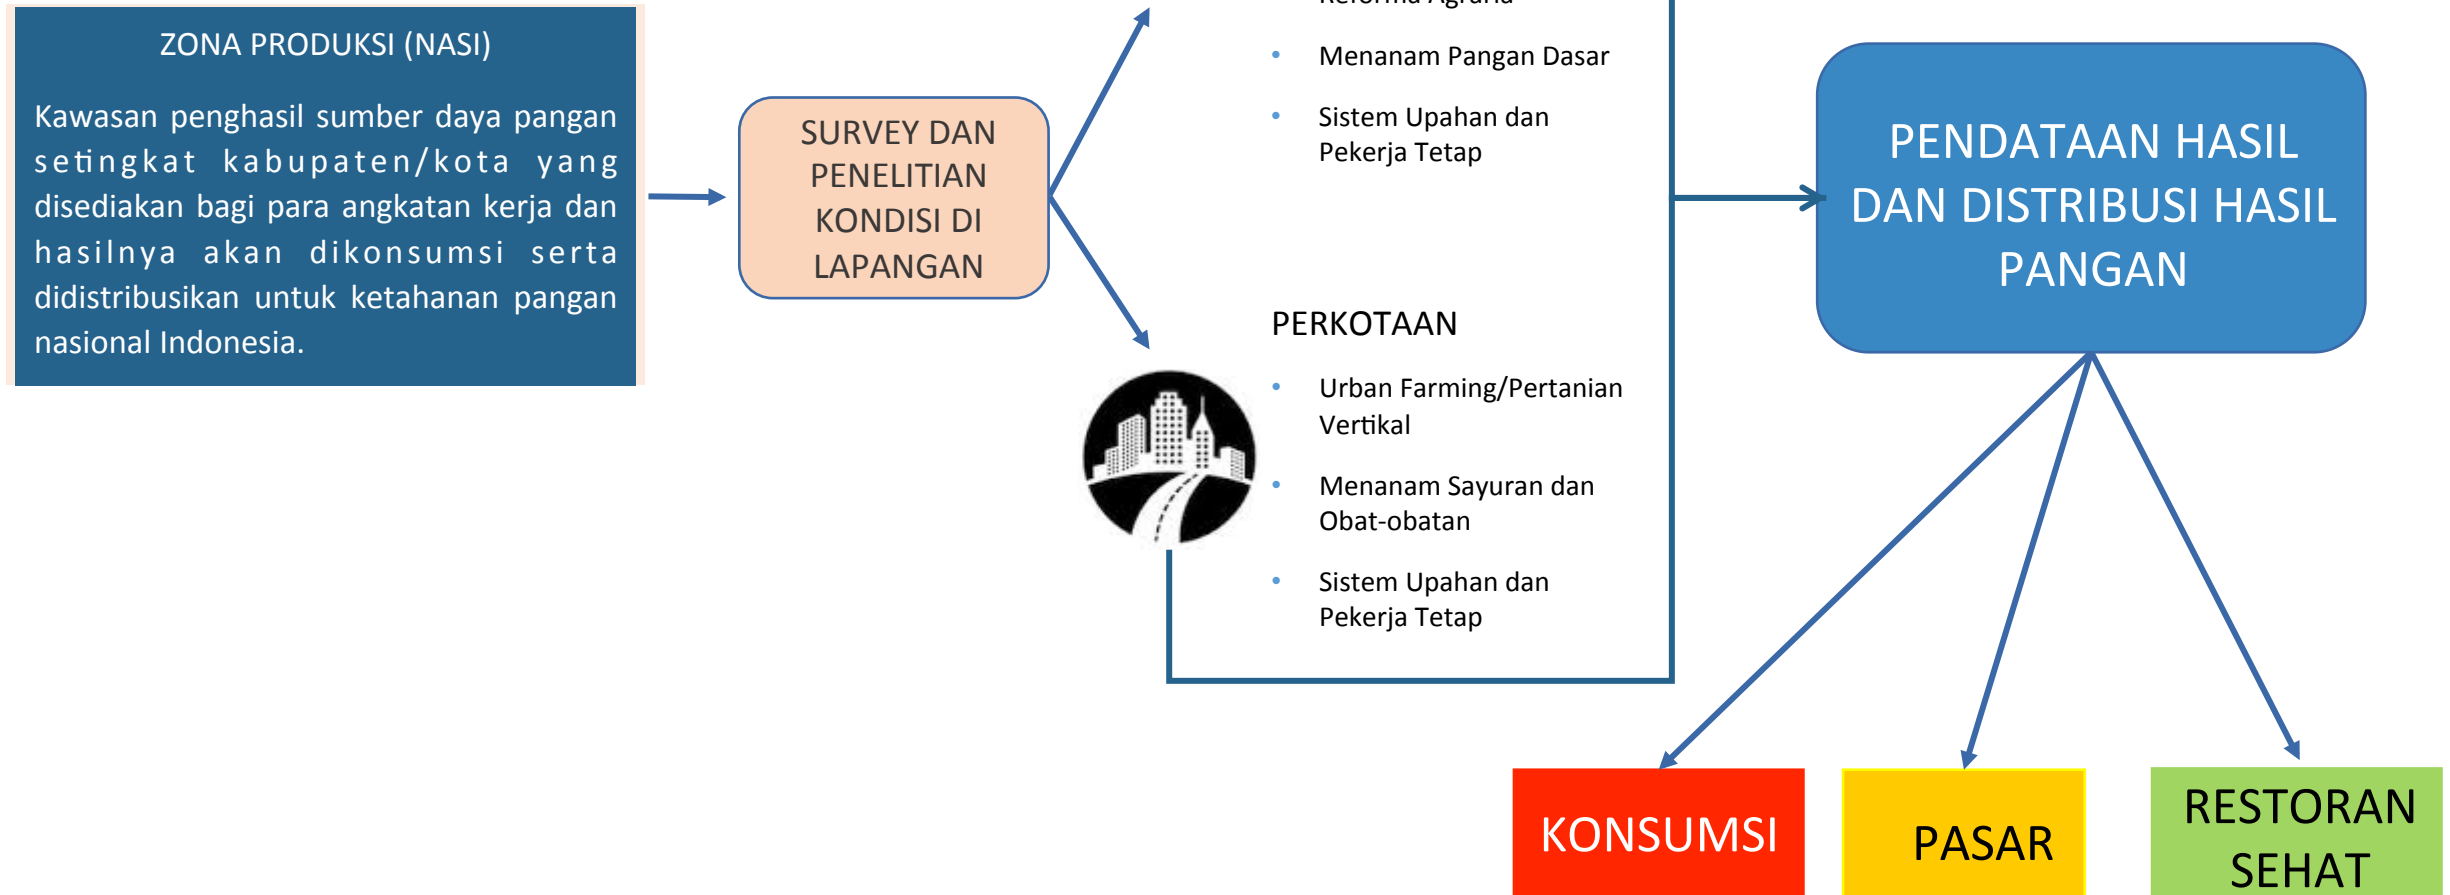 ZONA PRODUKSI (NASI)
Kawasan penghasil sumber daya pangan
setingkat kabupaten/kota yang
disediakan bagi para angkatan kerja dan
hasilnya akan dikonsumsi serta
didistribusikan untuk ketahanan pangan
nasional Indonesia.
SURVEY DAN
PENELITIAN
KONDISI DI
LAPANGAN
Reforma Agraria
• Menanam Pangan Dasar
• Sistem Upahan dan
Pekerja Tetap
PERKOTAAN
• Urban Farming/Pertanian
Vertikal
• Menanam Sayuran dan
Obat-obatan
• Sistem Upahan dan
Pekerja Tetap
PENDATAAN HASIL
DAN DISTRIBUSI HASIL
PANGAN
KONSUMSI
PASAR
RESTORAN
SEHAT